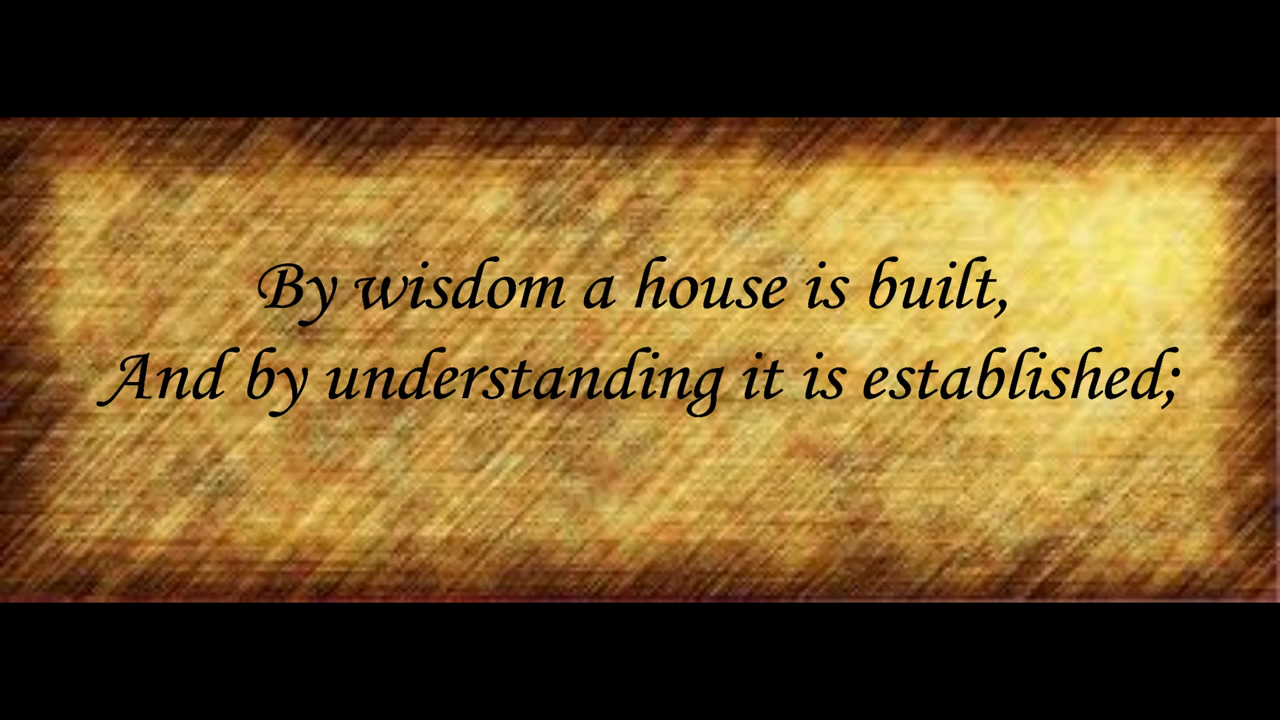 By wisdom a house is built,
And by understanding it is established;